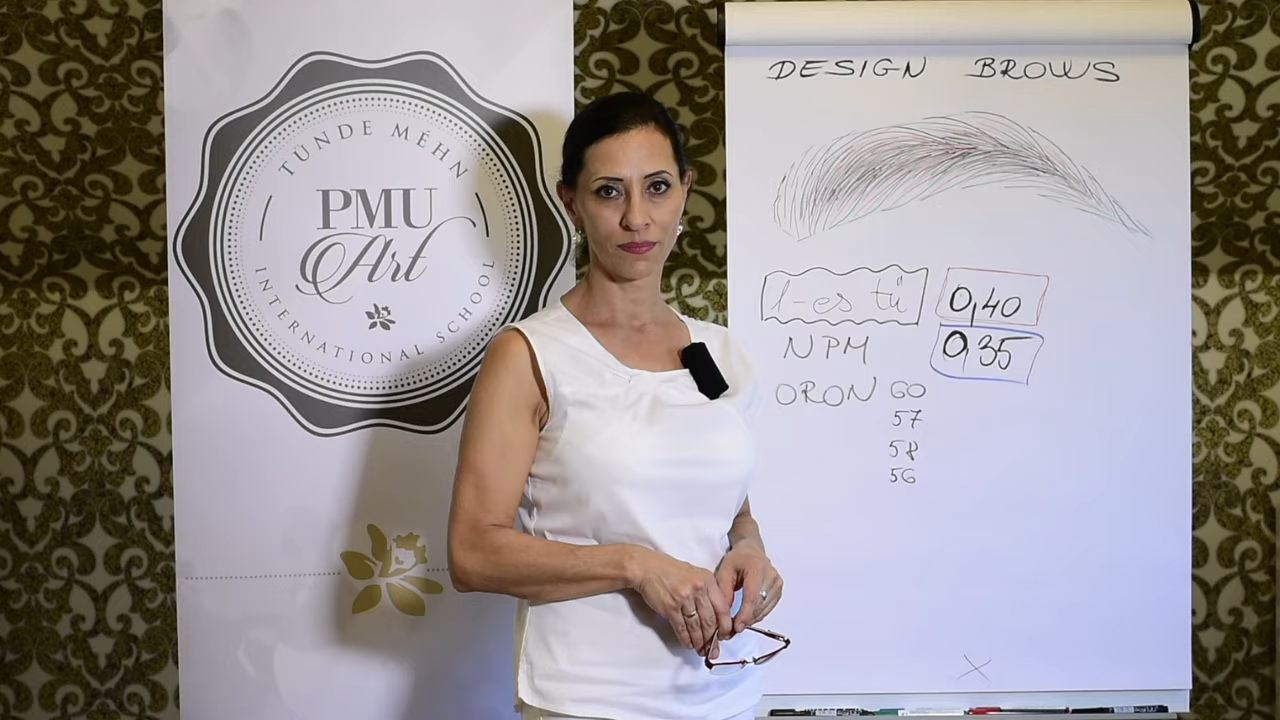 TÜNDE MÉHN
PMU
Art
INTERNATIONAL SCHOOL
DESIGN BROWS
1-es tű 0,40
NPM 0,35
ORON 60
57
58
56